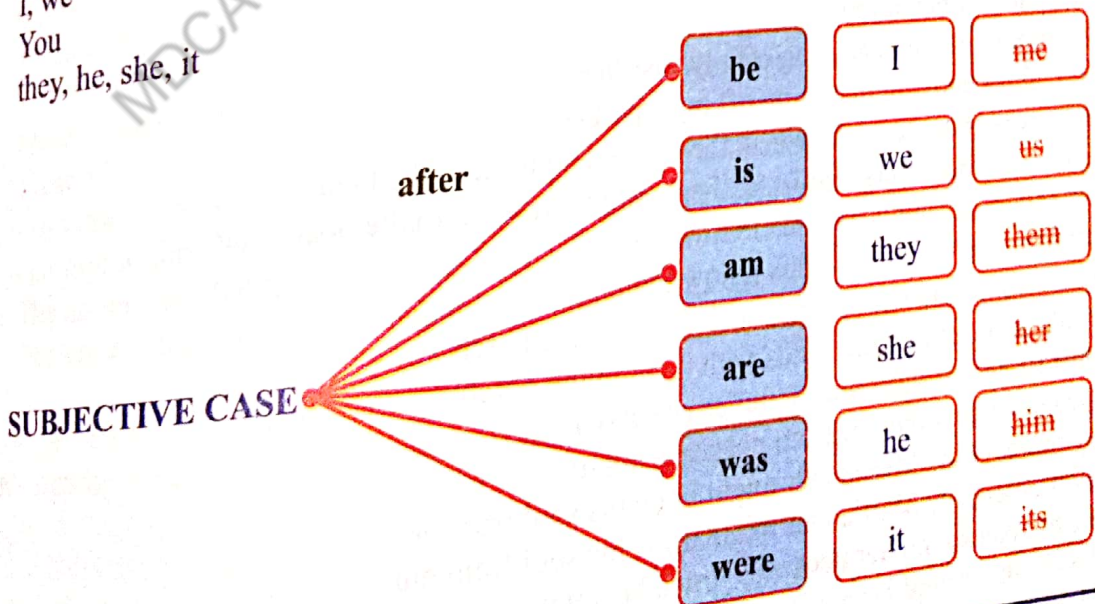 I, we
You
they, he, she, it
MDCA
after
SUBJECTIVE CASE
be I me
is we us
am they them
are she her
was he him
were it its